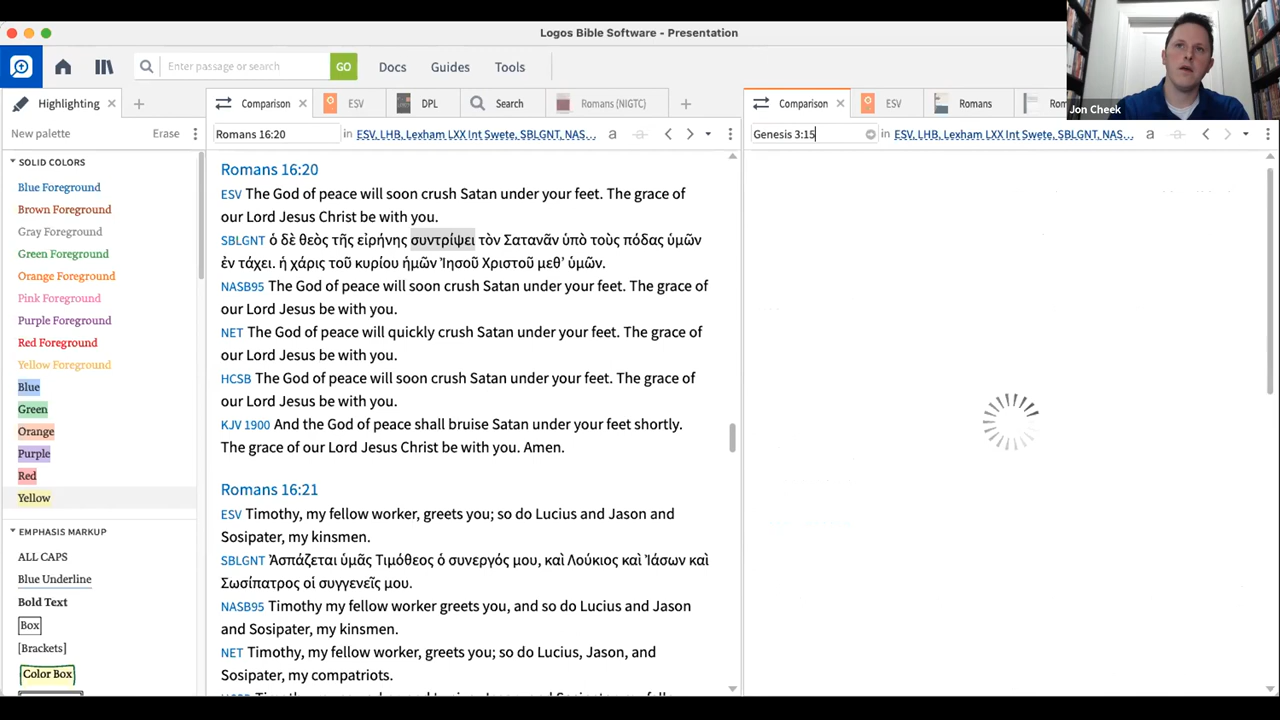 Logos Bible Software - Presentation
Enter passage or search
GO
Docs
Guides
Tools
Jon Cheek
Highlighting
Comparison
ESV
DPL
Search
Romans (NIGTC)
Comparison
ESV
Romans
New palette
Erase
Romans 16:20
in
ESV, LHB, Lexham LXX Int Swete, SBLGNT, NAS...
a
a
Genesis 3:15
in
ESV, LHB, Lexham LXX Int Swete, SBLGNT, NAS...
a
a
SOLID COLORS
Blue Foreground
Brown Foreground
Gray Foreground
Green Foreground
Orange Foreground
Pink Foreground
Purple Foreground
Red Foreground
Yellow Foreground
Blue
Green
Orange
Purple
Red
Yellow
EMPHASIS MARKUP
ALL CAPS
Blue Underline
Bold Text
Box
[Brackets]
Color Box
Romans 16:20
ESV The God of peace will soon crush Satan under your feet. The grace of
our Lord Jesus Christ be with you.
SBLGNT ὁ δὲ θεὸς τῆς εἰρήνης συντρίψει τὸν Σατανᾶν ὑπὸ τοὺς πόδας ὑμῶν
ἐν τάχει. ἡ χάρις τοῦ κυρίου ἡμῶν Ἰησοῦ Χριστοῦ μεθ’ ὑμῶν.
NASB95 The God of peace will soon crush Satan under your feet. The grace of
our Lord Jesus be with you.
NET The God of peace will quickly crush Satan under your feet. The grace of
our Lord Jesus be with you.
HCSB The God of peace will soon crush Satan under your feet. The grace of
our Lord Jesus be with you.
KJV 1900 And the God of peace shall bruise Satan under your feet shortly.
The grace of our Lord Jesus Christ be with you. Amen.
Romans 16:21
ESV Timothy, my fellow worker, greets you; so do Lucius and Jason and
Sosipater, my kinsmen.
SBLGNT Ἀσπάζεται ὑμᾶς Τιμόθεος ὁ συνεργός μου, καὶ Λούκιος καὶ Ἰάσων καὶ
Σωσίπατρος οἱ συγγενεῖς μου.
NASB95 Timothy my fellow worker greets you, and so do Lucius and Jason
and Sosipater, my kinsmen.
NET Timothy, my fellow worker, greets you; so do Lucius, Jason, and
Sosipater, my compatriots.